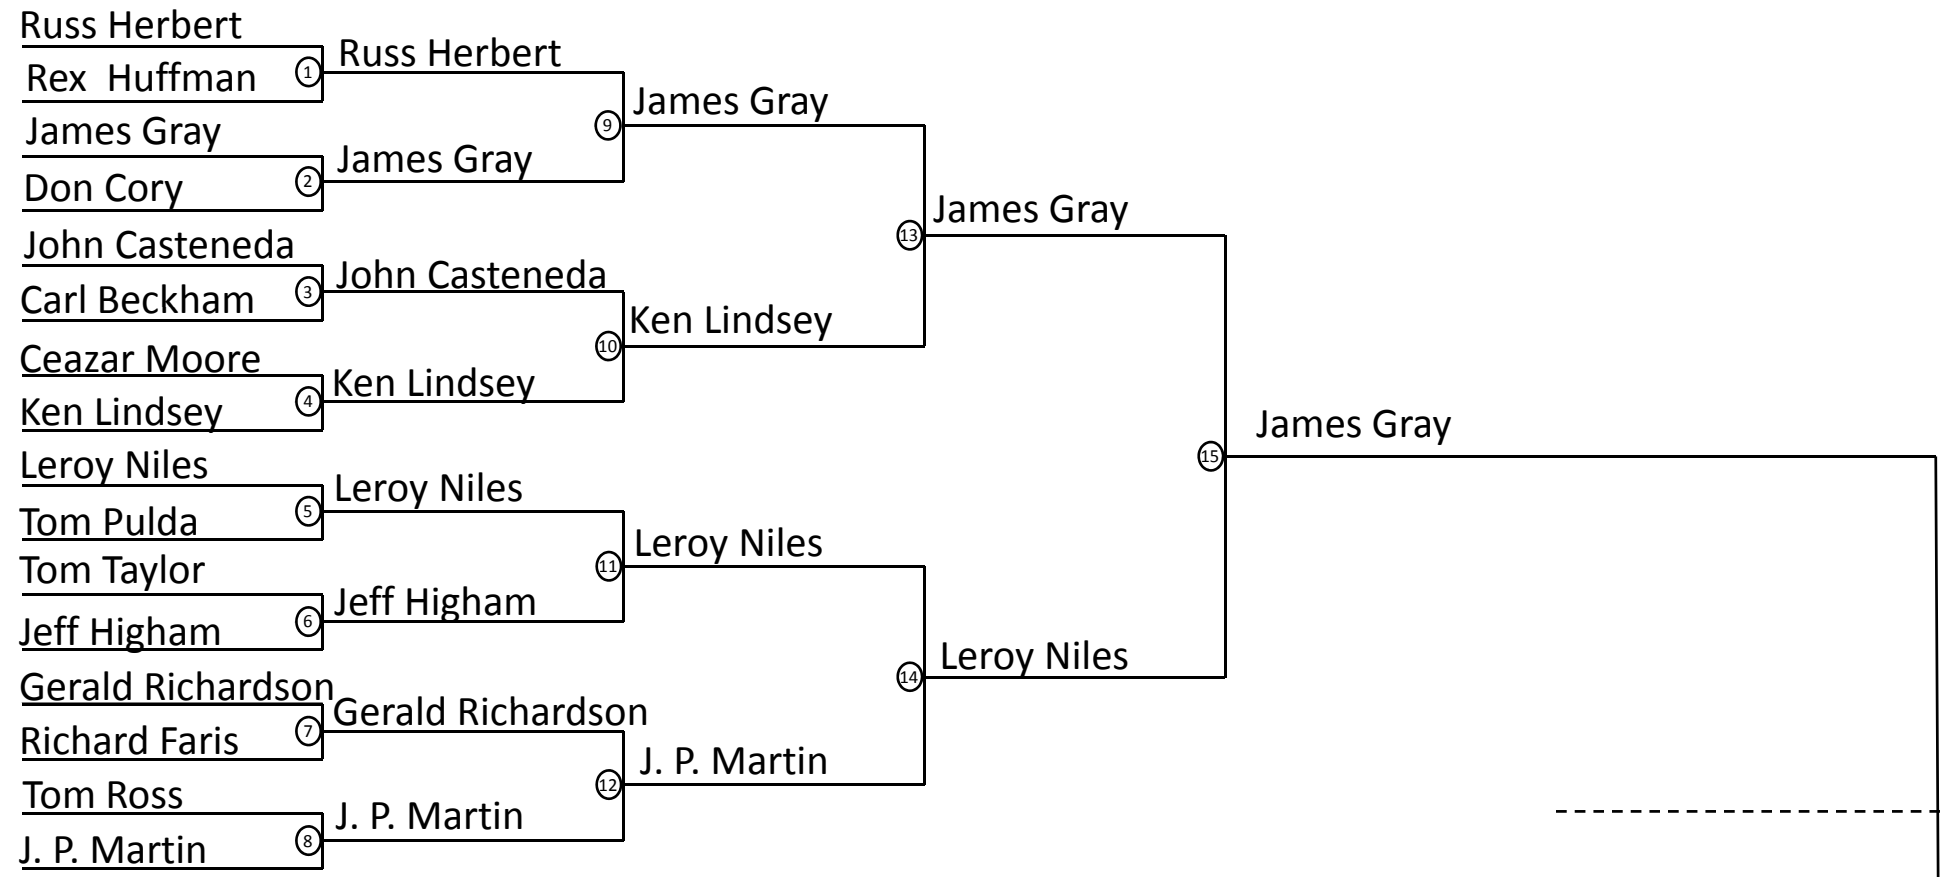 Russ Herbert
Rex  Huffman
1
Russ Herbert
James Gray
Don Cory
2
James Gray
9
James Gray
John Casteneda
Carl Beckham
3
John Casteneda
Ceazar Moore
Ken Lindsey
4
Ken Lindsey
10
Ken Lindsey
13
James Gray
Leroy Niles
Tom Pulda
5
Leroy Niles
Tom Taylor
Jeff Higham
6
Jeff Higham
11
Leroy Niles
Gerald Richardson
Richard Faris
7
Gerald Richardson
Tom Ross
J. P. Martin
8
J. P. Martin
12
J. P. Martin
14
Leroy Niles
15
James Gray